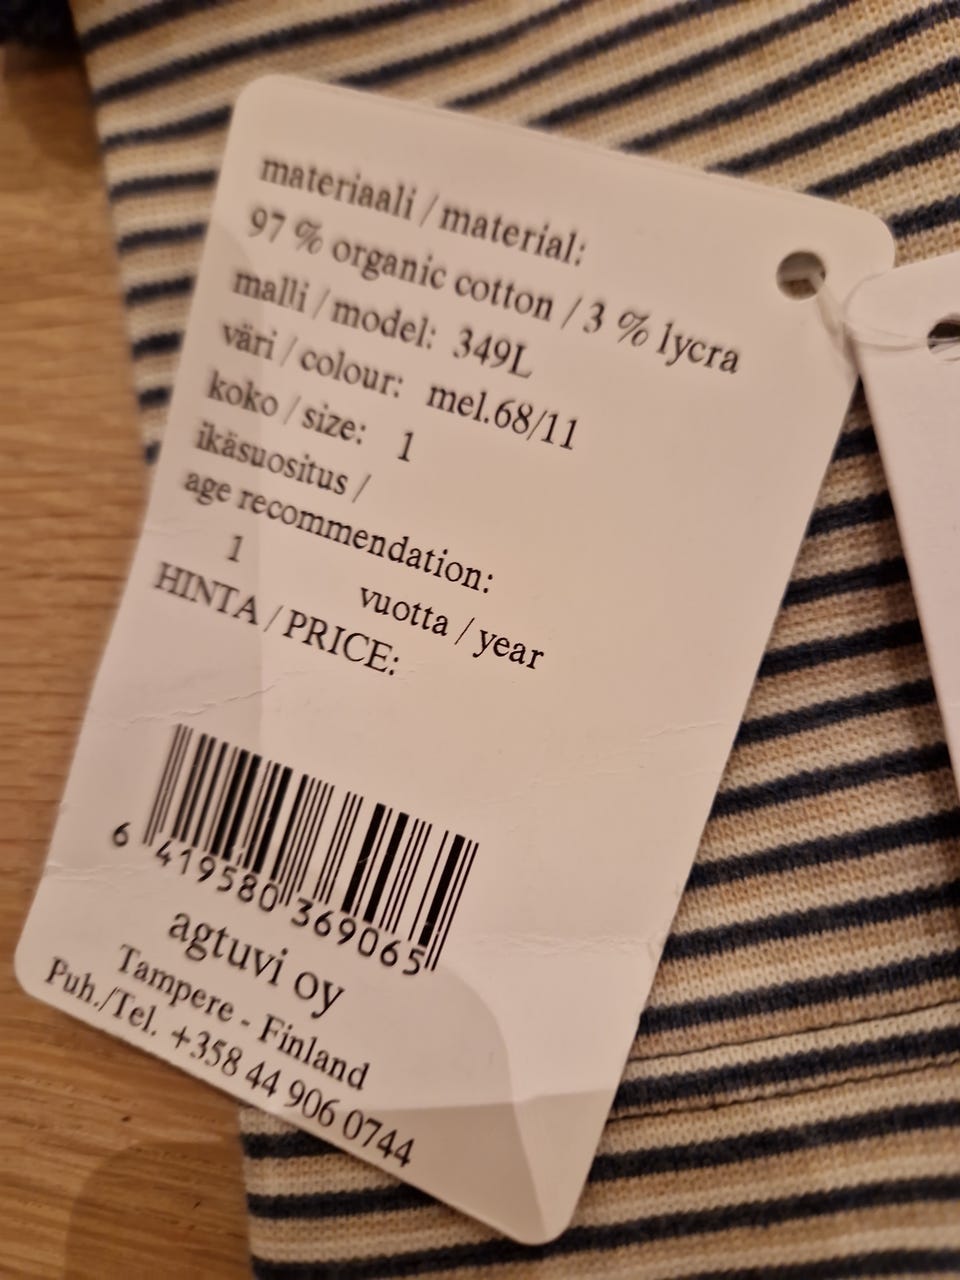 materiaali / material:
97 % organic cotton / 3 % lycra
malli / model: 349L
väri / colour: mel.68/11
koko / size: 1
ikäsuositus /
age recommendation:
1 vuotta / year
HINTA / PRICE:
6 419580 369065
agtuvi oy
Tampere - Finland
Puh./Tel. +358 44 906 0744